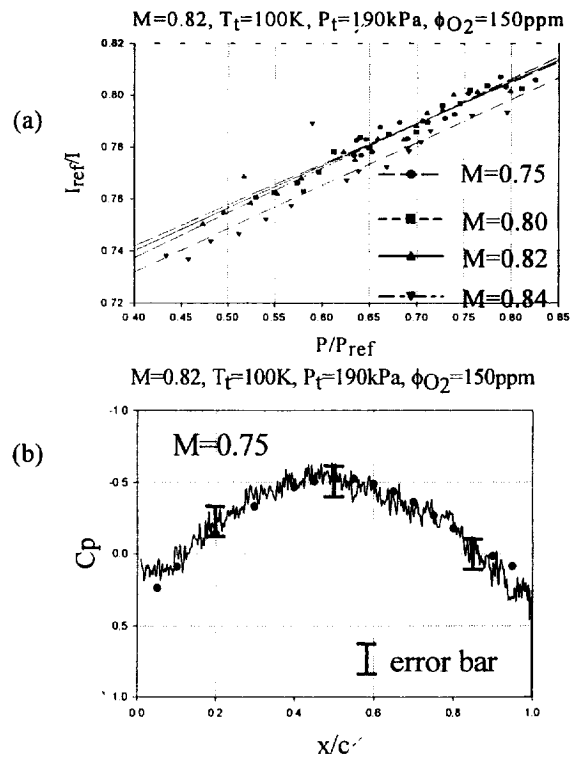 M=0.82, Tt=100K, Pt=190kPa, ϕO2=150ppm
(a)
Iref/I
0.82
0.80
0.78
0.76
0.74
0.72
M=0.75
M=0.80
M=0.82
M=0.84
0.40 0.45 0.50 0.55 0.60 0.65 0.70 0.75 0.80 0.85
P/Pref
M=0.82, Tt=100K, Pt=190kPa, ϕO2=150ppm
(b)
Cp
-1 0
-0.5
0.0
0.5
1 0
M=0.75
error bar
0 0 0.2 0.4 0.6 0.8 1.0
x/c